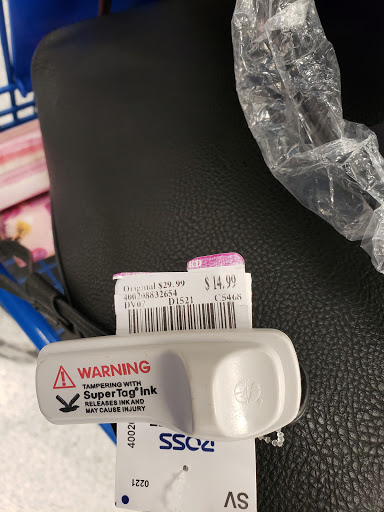 Original $29.99 $14.99
400208832654
DV07 D1521 C5468
WARNING
TAMPERING WITH
SuperTag® Ink
RELEASES INK AND
MAY CAUSE INJURY
40020
ROSS
0221
SV